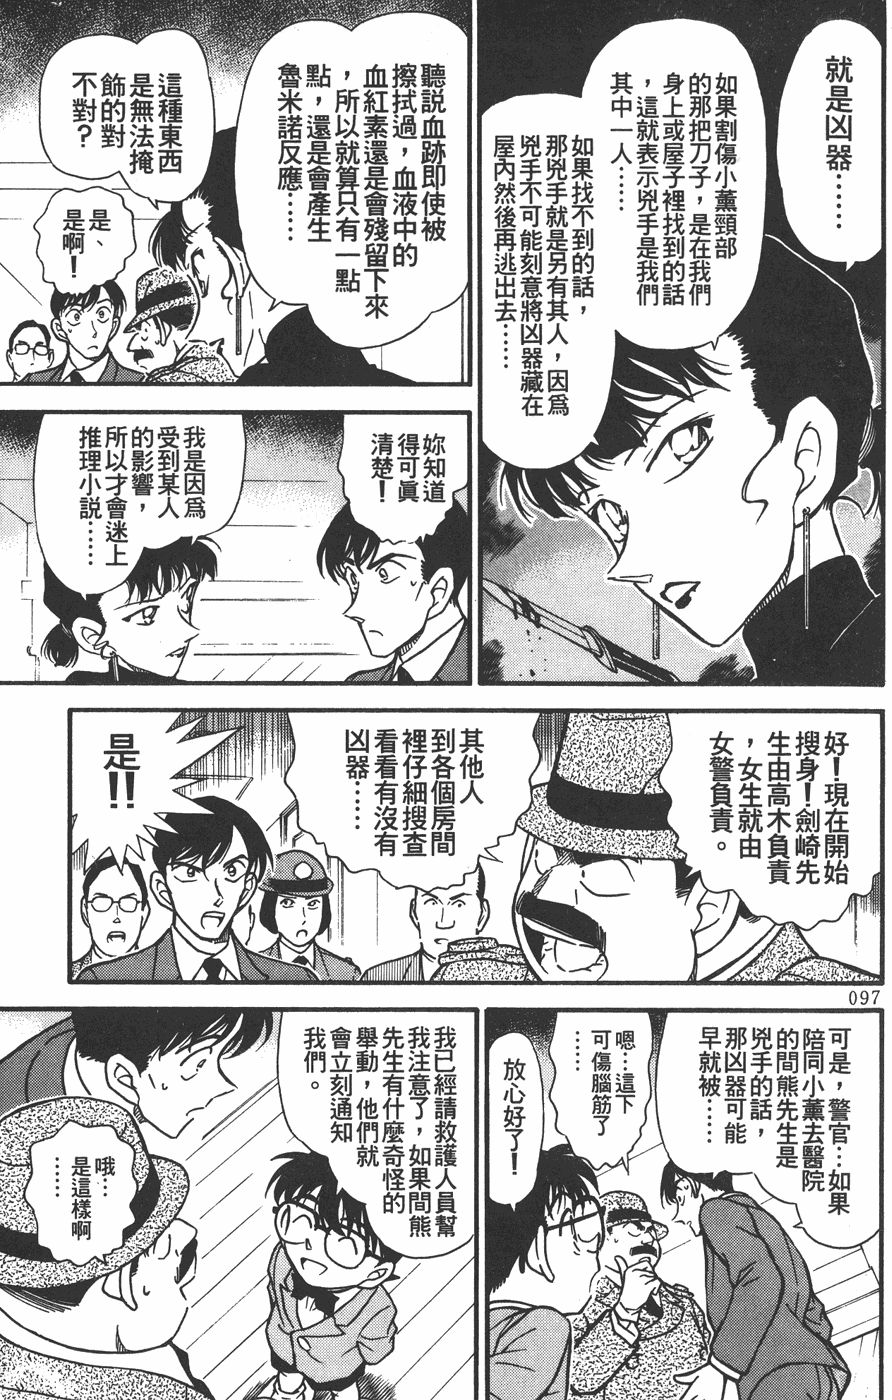 就是凶器……
如果割傷小薰頸部
的那把刀子，是在我們
身上或屋子裡找到的話
，這就表示兇手是我們
其中一人……
如果找不到的話，
那兇手就是另有其人，因為
兇手不可能刻意將凶器藏在
屋內然後再逃出去……
聽說血跡即使被
擦拭過，血液中的
血紅素還是會殘留下來
，所以就算只有一點
點，還是會產生
魯米諾反應……
這種東西
是無法掩
飾的對
不對？
是、
是啊！
妳知道
得可真
清楚！
我是因為
受到某人
的影響，
所以才會迷上
推理小說……
好！現在開始
搜身！劍崎先
生由高木負責
，女生就由
女警負責。
其他人
到各個房間
裡仔細搜查
看看有沒有
凶器……
是!!
097
可是，警官…如果
陪同小薰去醫院
的間熊先生是
兇手的話，
那凶器可能
早就被……
嗯…這下
可傷腦筋了
……
放心好了！
我已經請救護人員幫
我注意了，如果間熊
先生有什麼奇怪的
舉動，他們就
會立刻通知
我們。
哦…
是這樣啊
……